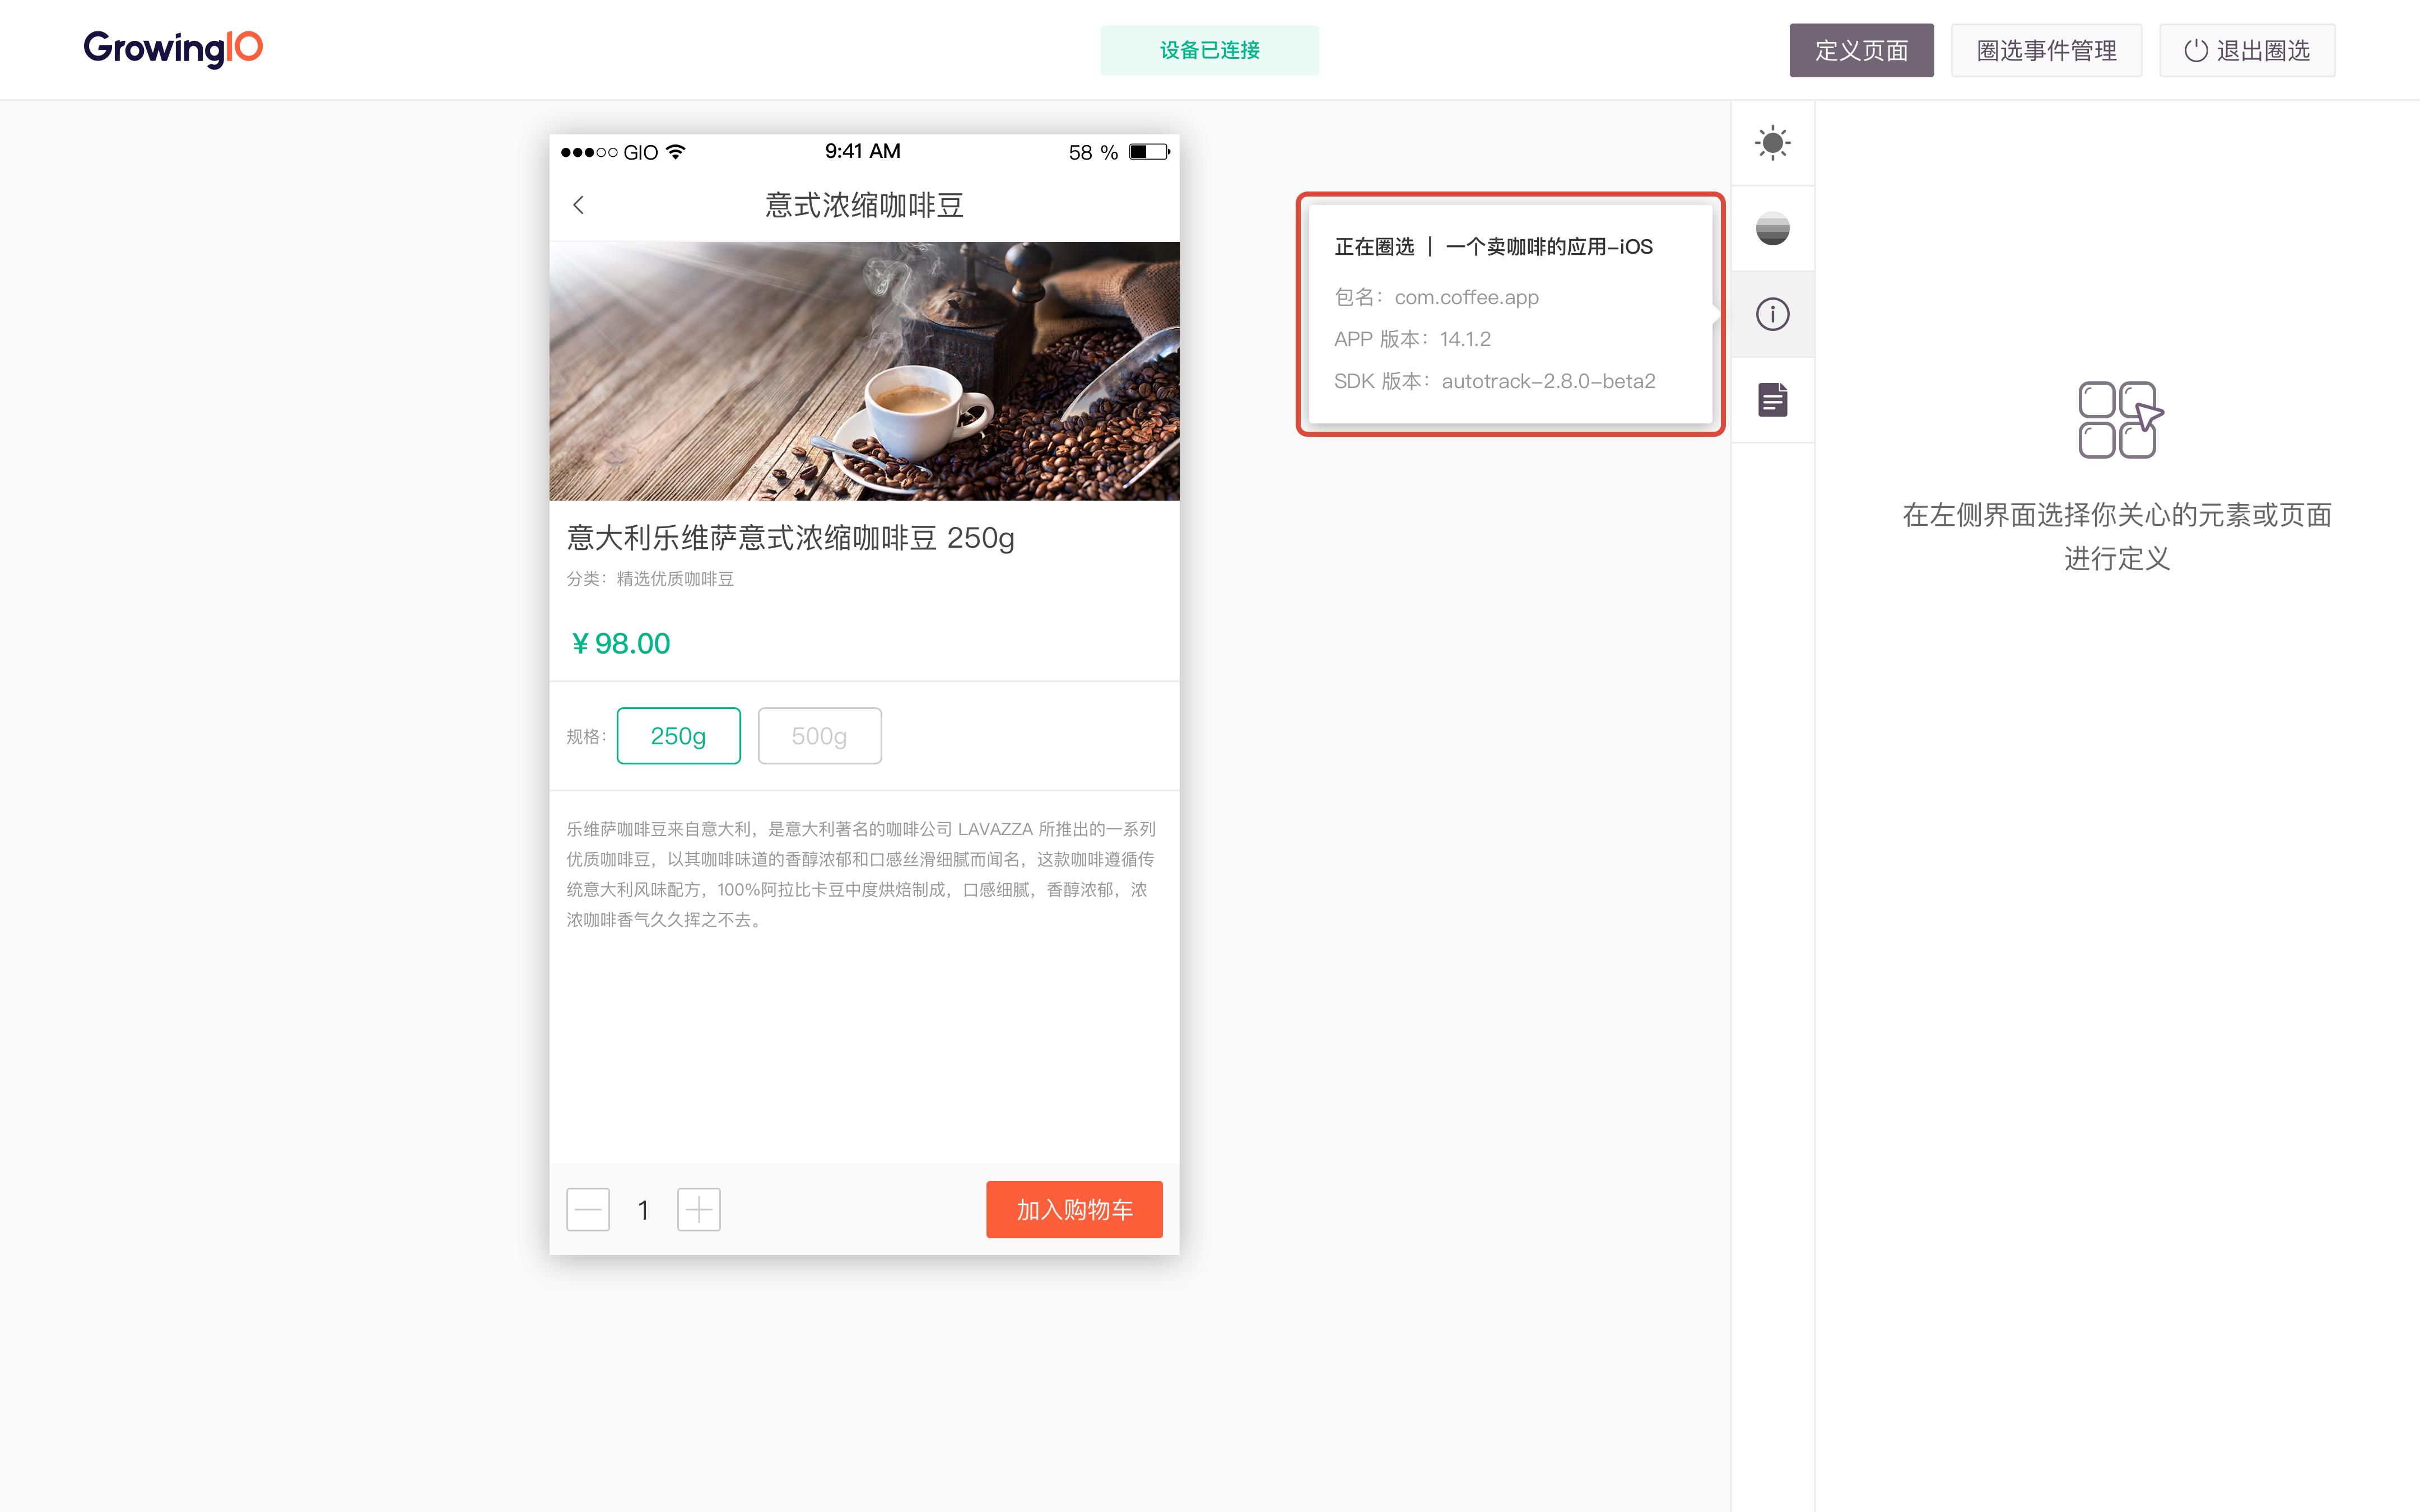 GrowingIO
设备已连接
定义页面
圈选事件管理
退出圈选
GIO
9:41 AM
58 %
意式浓缩咖啡豆
正在圈选 | 一个卖咖啡的应用-iOS
包名：com.coffee.app
APP 版本：14.1.2
SDK 版本：autotrack-2.8.0-beta2
意大利乐维萨意式浓缩咖啡豆 250g
分类：精选优质咖啡豆
¥ 98.00
规格：
250g
500g
乐维萨咖啡豆来自意大利，是意大利著名的咖啡公司 LAVAZZA 所推出的一系列
优质咖啡豆，以其咖啡味道的香醇浓郁和口感丝滑细腻而闻名，这款咖啡遵循传
统意大利风味配方，100%阿拉比卡豆中度烘焙制成，口感细腻，香醇浓郁，浓
浓咖啡香气久久挥之不去。
1
加入购物车
在左侧界面选择你关心的元素或页面
进行定义